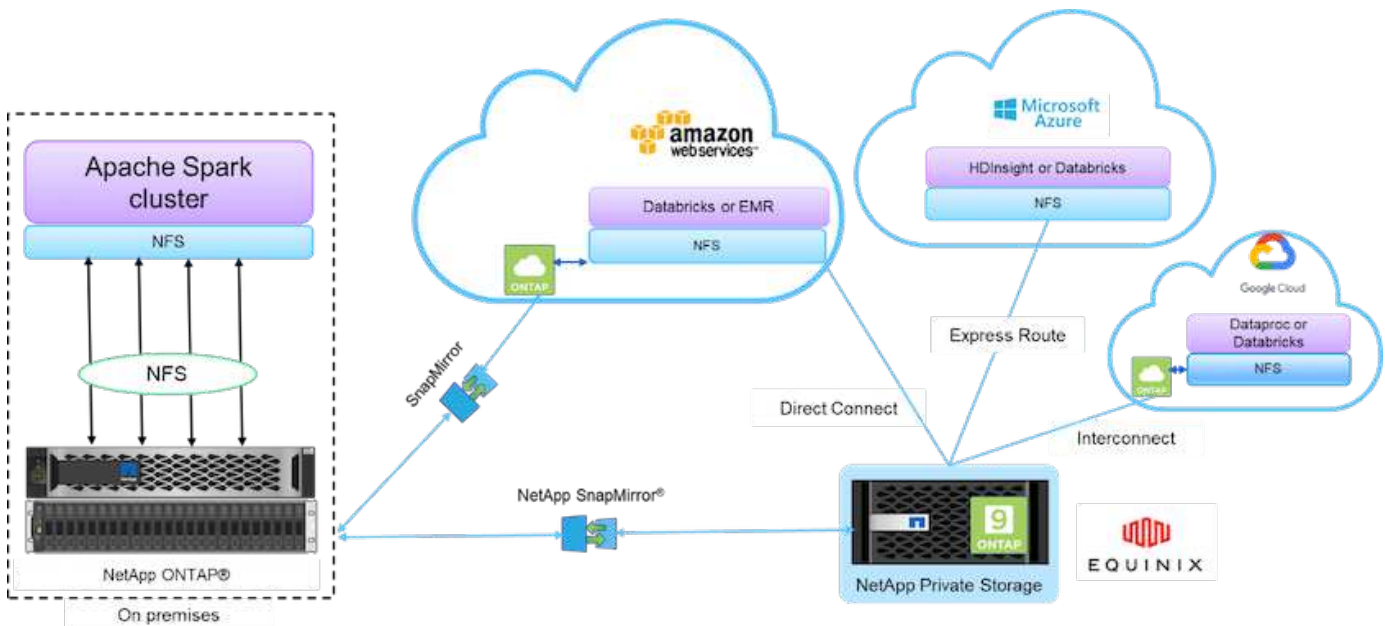 Apache Spark
cluster
NFS
NFS
NetApp ONTAP®
On premises
amazon
webservices™
Databricks or EMR
NFS
ONTAP
SnapMirror
NetApp SnapMirror®
Microsoft
Azure
HDInsight or Databricks
NFS
Google Cloud
Dataproc or
Databricks
NFS
ONTAP
Express Route
Direct Connect
Interconnect
9
ONTAP
NetApp Private Storage
EQUINIX